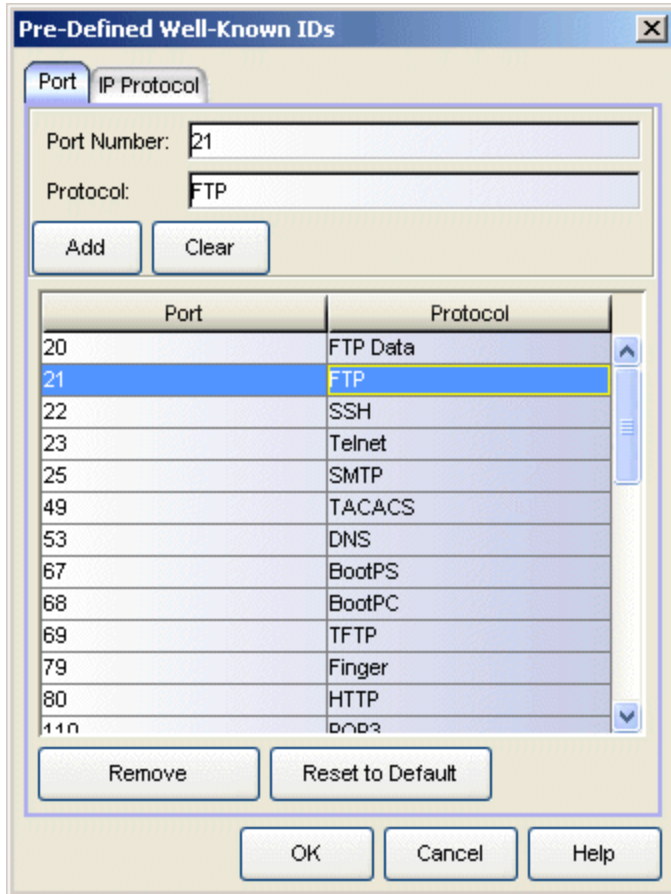 Pre-Defined Well-Known IDs
Port IP Protocol
Port Number: 21
Protocol: FTP
Add Clear
Port Protocol
20 FTP Data
21 FTP
22 SSH
23 Telnet
25 SMTP
49 TACACS
53 DNS
67 BootPS
68 BootPC
69 TFTP
79 Finger
80 HTTP
110 POP3
Remove Reset to Default
OK Cancel Help